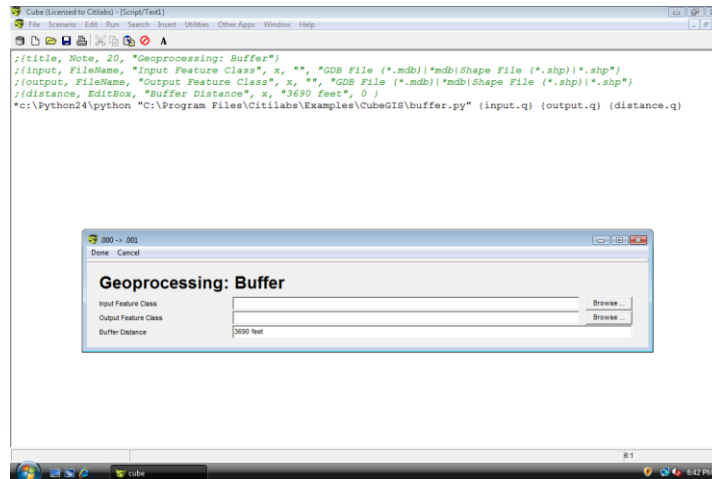 Cube (Licensed to Citilabs) - [Script/Text1]
File Scenario Edit Run Search Insert Utilities Other Apps Window Help
A
;{title, Note, 20, "Geoprocessing: Buffer"}
;{input, FileName, "Input Feature Class", x, "", "GDB File (*.mdb)|*mdb|Shape File (*.shp)|*.shp"}
;{output, FileName, "Output Feature Class", x, "", "GDB File (*.mdb)|*mdb|Shape File (*.shp)|*.shp"}
;{distance, EditBox, "Buffer Distance", x, "3690 feet", 0 }
*c:\Python24\python "C:\Program Files\Citilabs\Examples\CubeGIS\buffer.py" {input.q} {output.q} {distance.q}
.000 -> .001
Done Cancel
Geoprocessing: Buffer
Input Feature Class Browse ...
Output Feature Class Browse ...
Buffer Distance 3690 feet
6:1
cube 6:42 PM